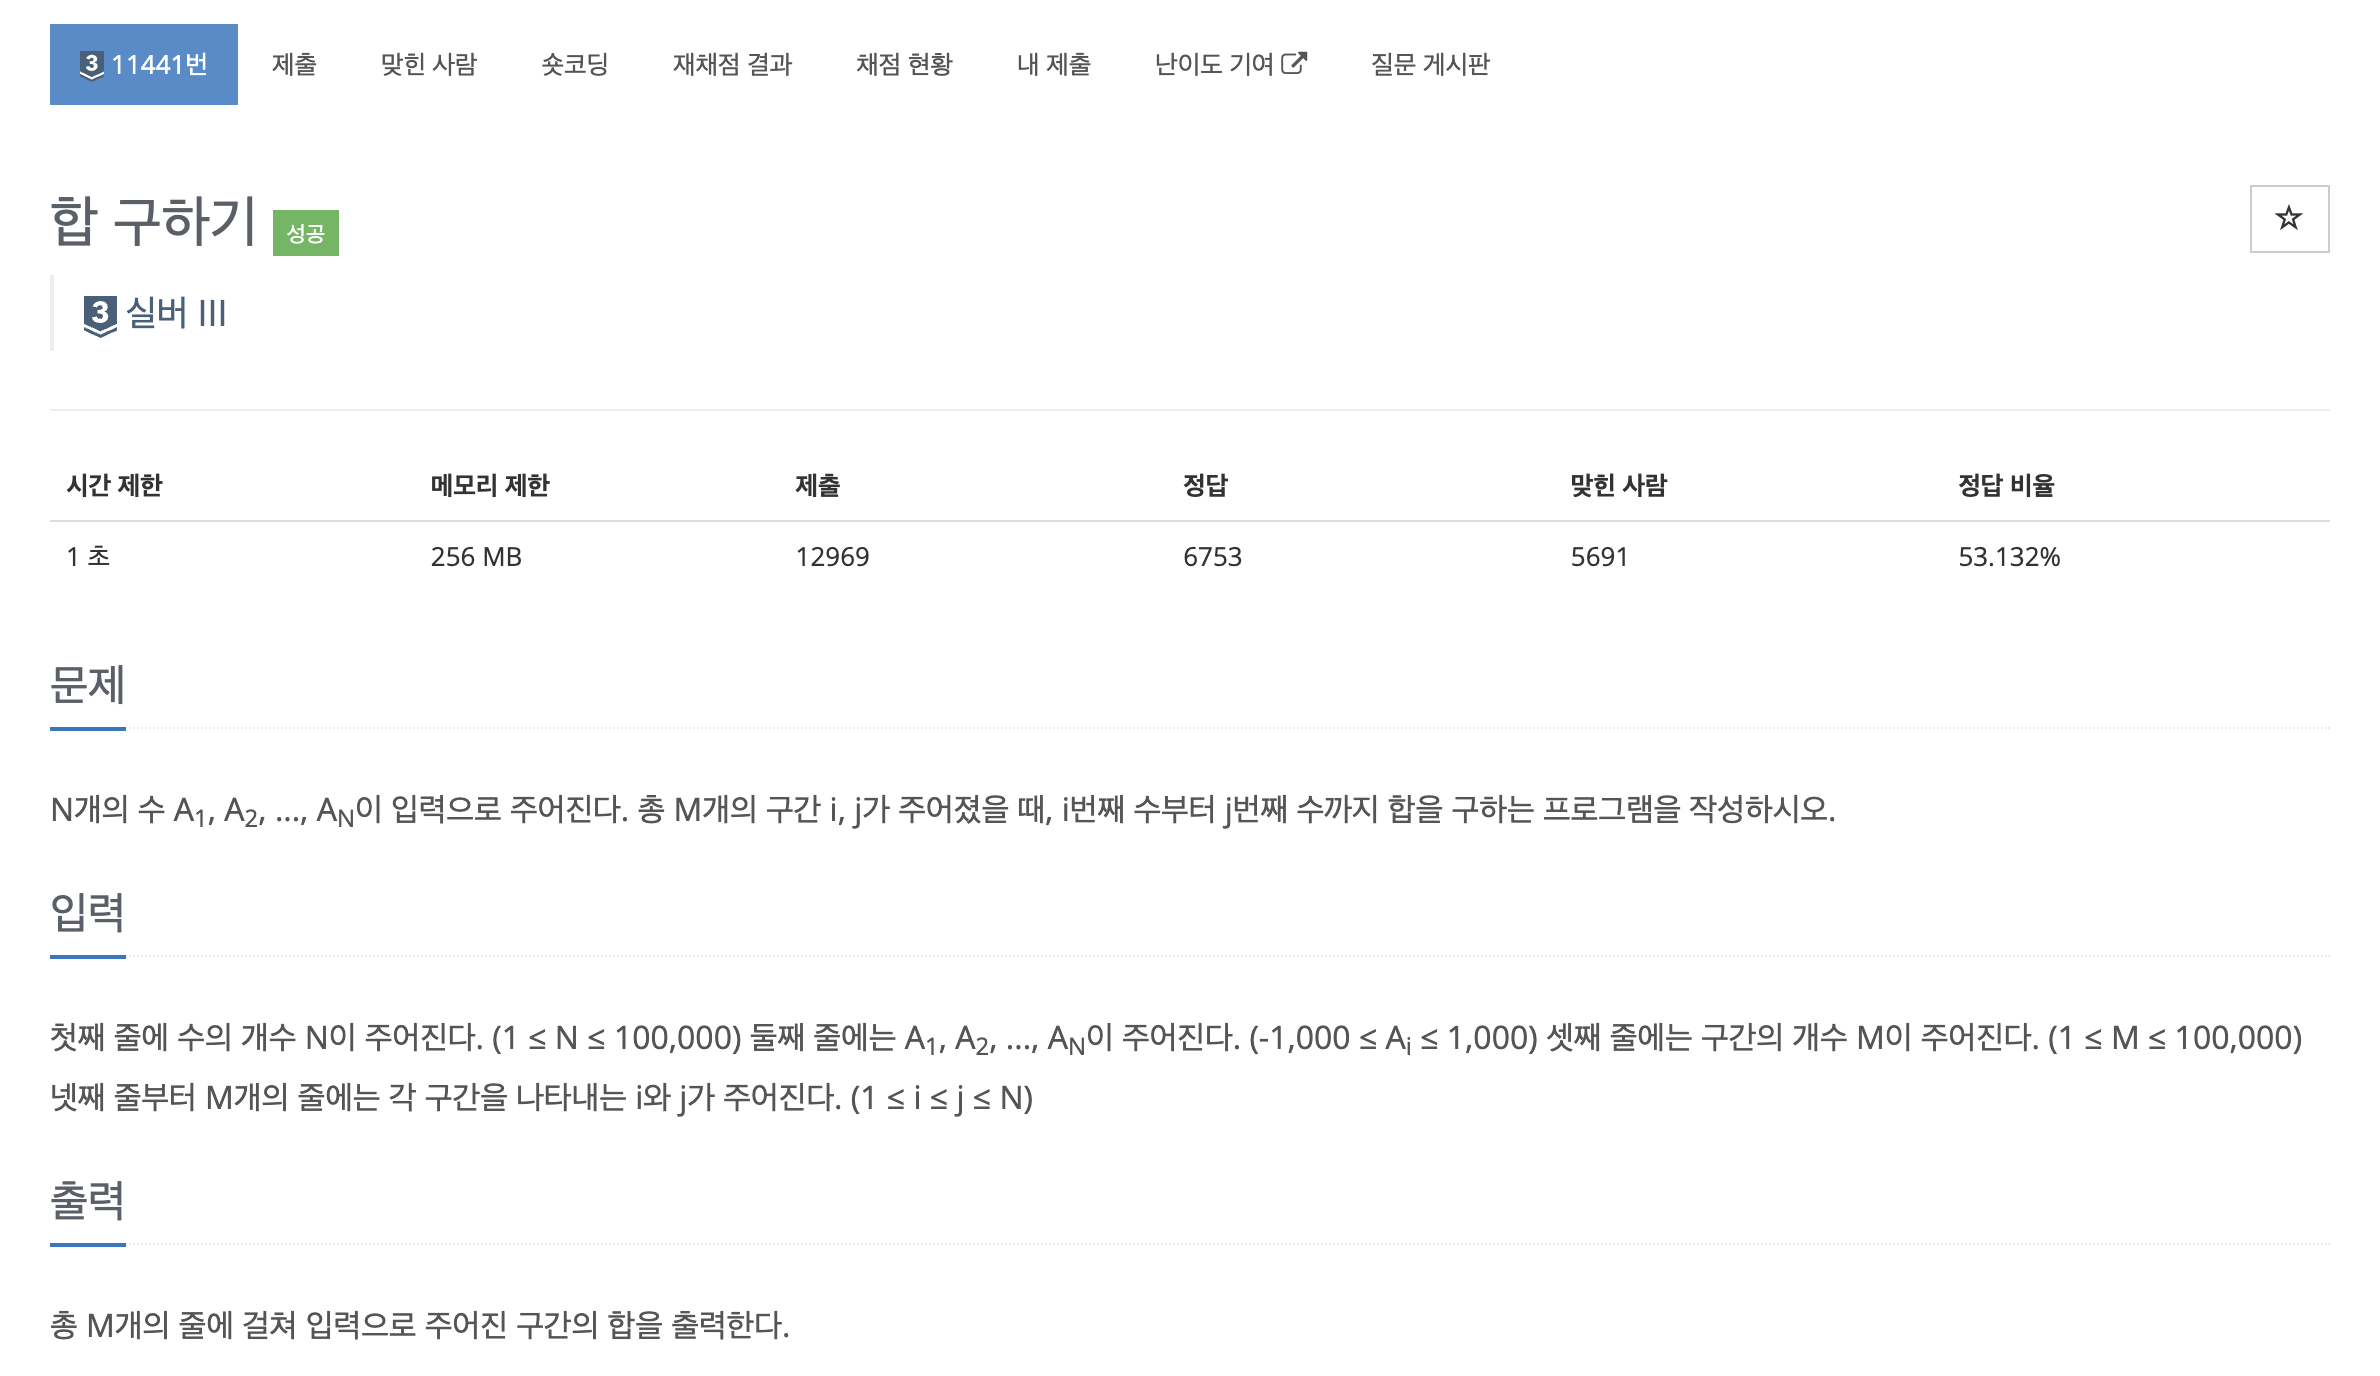 3 11441번 제출 맞힌 사람 숏코딩 재채점 결과 채점 현황 내 제출 난이도 기여 질문 게시판
합 구하기 성공
3 실버 III
시간 제한 메모리 제한 제출 정답 맞힌 사람 정답 비율
1 초 256 MB 12969 6753 5691 53.132%
문제
N개의 수 A1, A2, ..., AN이 입력으로 주어진다. 총 M개의 구간 i, j가 주어졌을 때, i번째 수부터 j번째 수까지 합을 구하는 프로그램을 작성하시오.
입력
첫째 줄에 수의 개수 N이 주어진다. (1 ≤ N ≤ 100,000) 둘째 줄에는 A1, A2, ..., AN이 주어진다. (-1,000 ≤ Ai ≤ 1,000) 셋째 줄에는 구간의 개수 M이 주어진다. (1 ≤ M ≤ 100,000)
넷째 줄부터 M개의 줄에는 각 구간을 나타내는 i와 j가 주어진다. (1 ≤ i ≤ j ≤ N)
출력
총 M개의 줄에 걸쳐 입력으로 주어진 구간의 합을 출력한다.